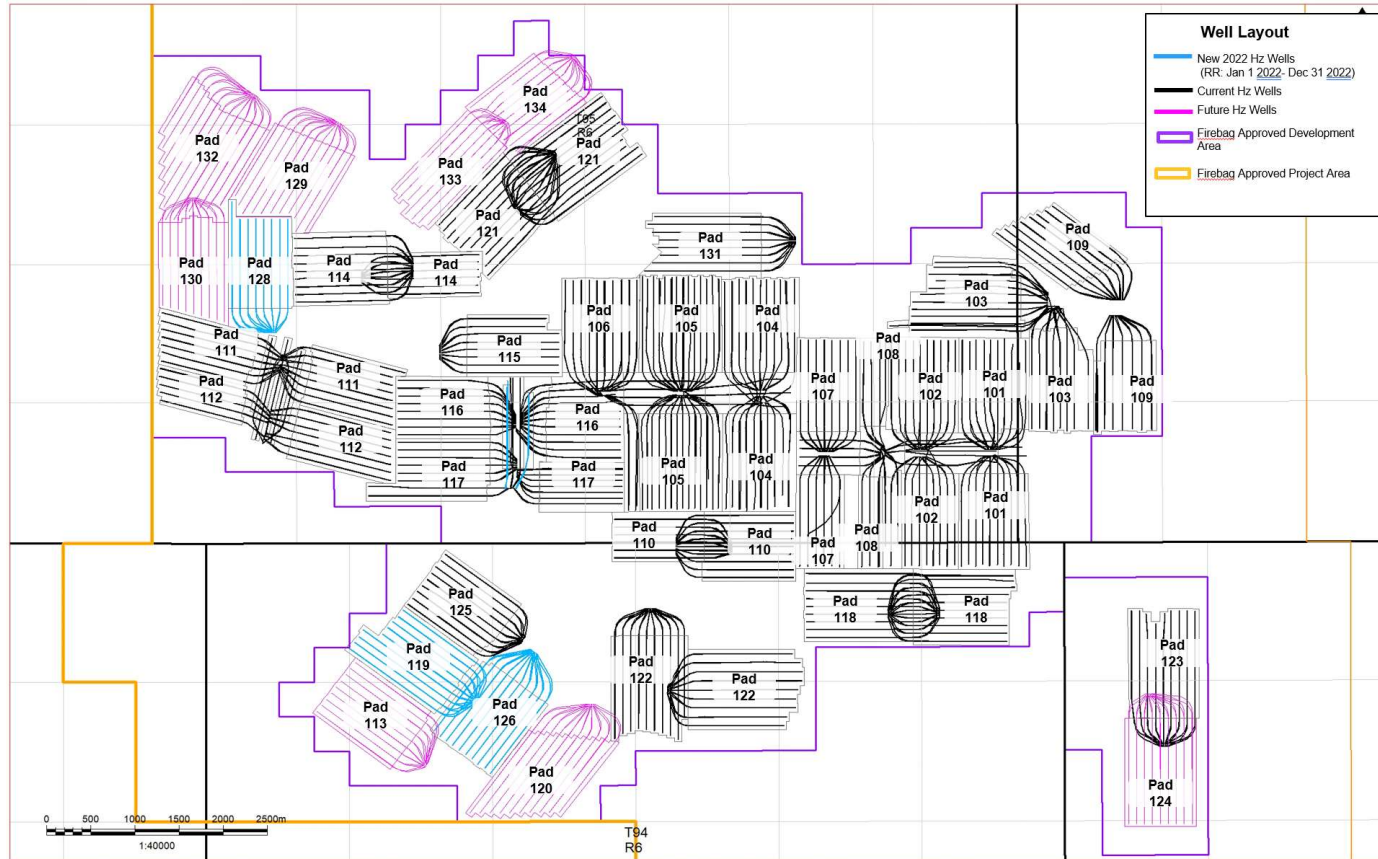 Well Layout
New 2022 Hz Wells
(RR: Jan 1 2022- Dec 31 2022)
Current Hz Wells
Future Hz Wells
Firebag Approved Development
Area
Firebag Approved Project Area
Pad
134
T95
R6
Pad
121
Pad
132
Pad
129
Pad
133
Pad
121
Pad
109
Pad
131
Pad
130
Pad
128
Pad
114
Pad
114
Pad
103
Pad
106
Pad
105
Pad
104
Pad
111
Pad
115
Pad
108
Pad
107
Pad
102
Pad
101
Pad
103
Pad
109
Pad
111
Pad
112
Pad
116
Pad
116
Pad
112
Pad
117
Pad
117
Pad
105
Pad
104
Pad
102
Pad
101
Pad
110
Pad
110
Pad
107
Pad
108
Pad
125
Pad
118
Pad
118
Pad
119
Pad
122
Pad
122
Pad
123
Pad
113
Pad
126
Pad
120
Pad
124
0 500 1000 1500 2000 2500m
1:40000
T94
R6